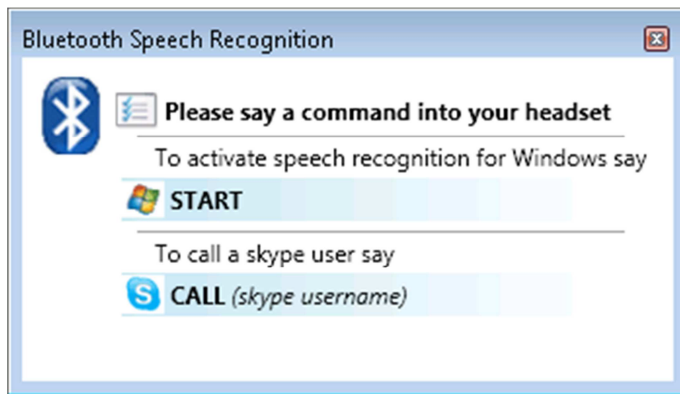 Bluetooth Speech Recognition
Please say a command into your headset
To activate speech recognition for Windows say
START
To call a skype user say
CALL (skype username)